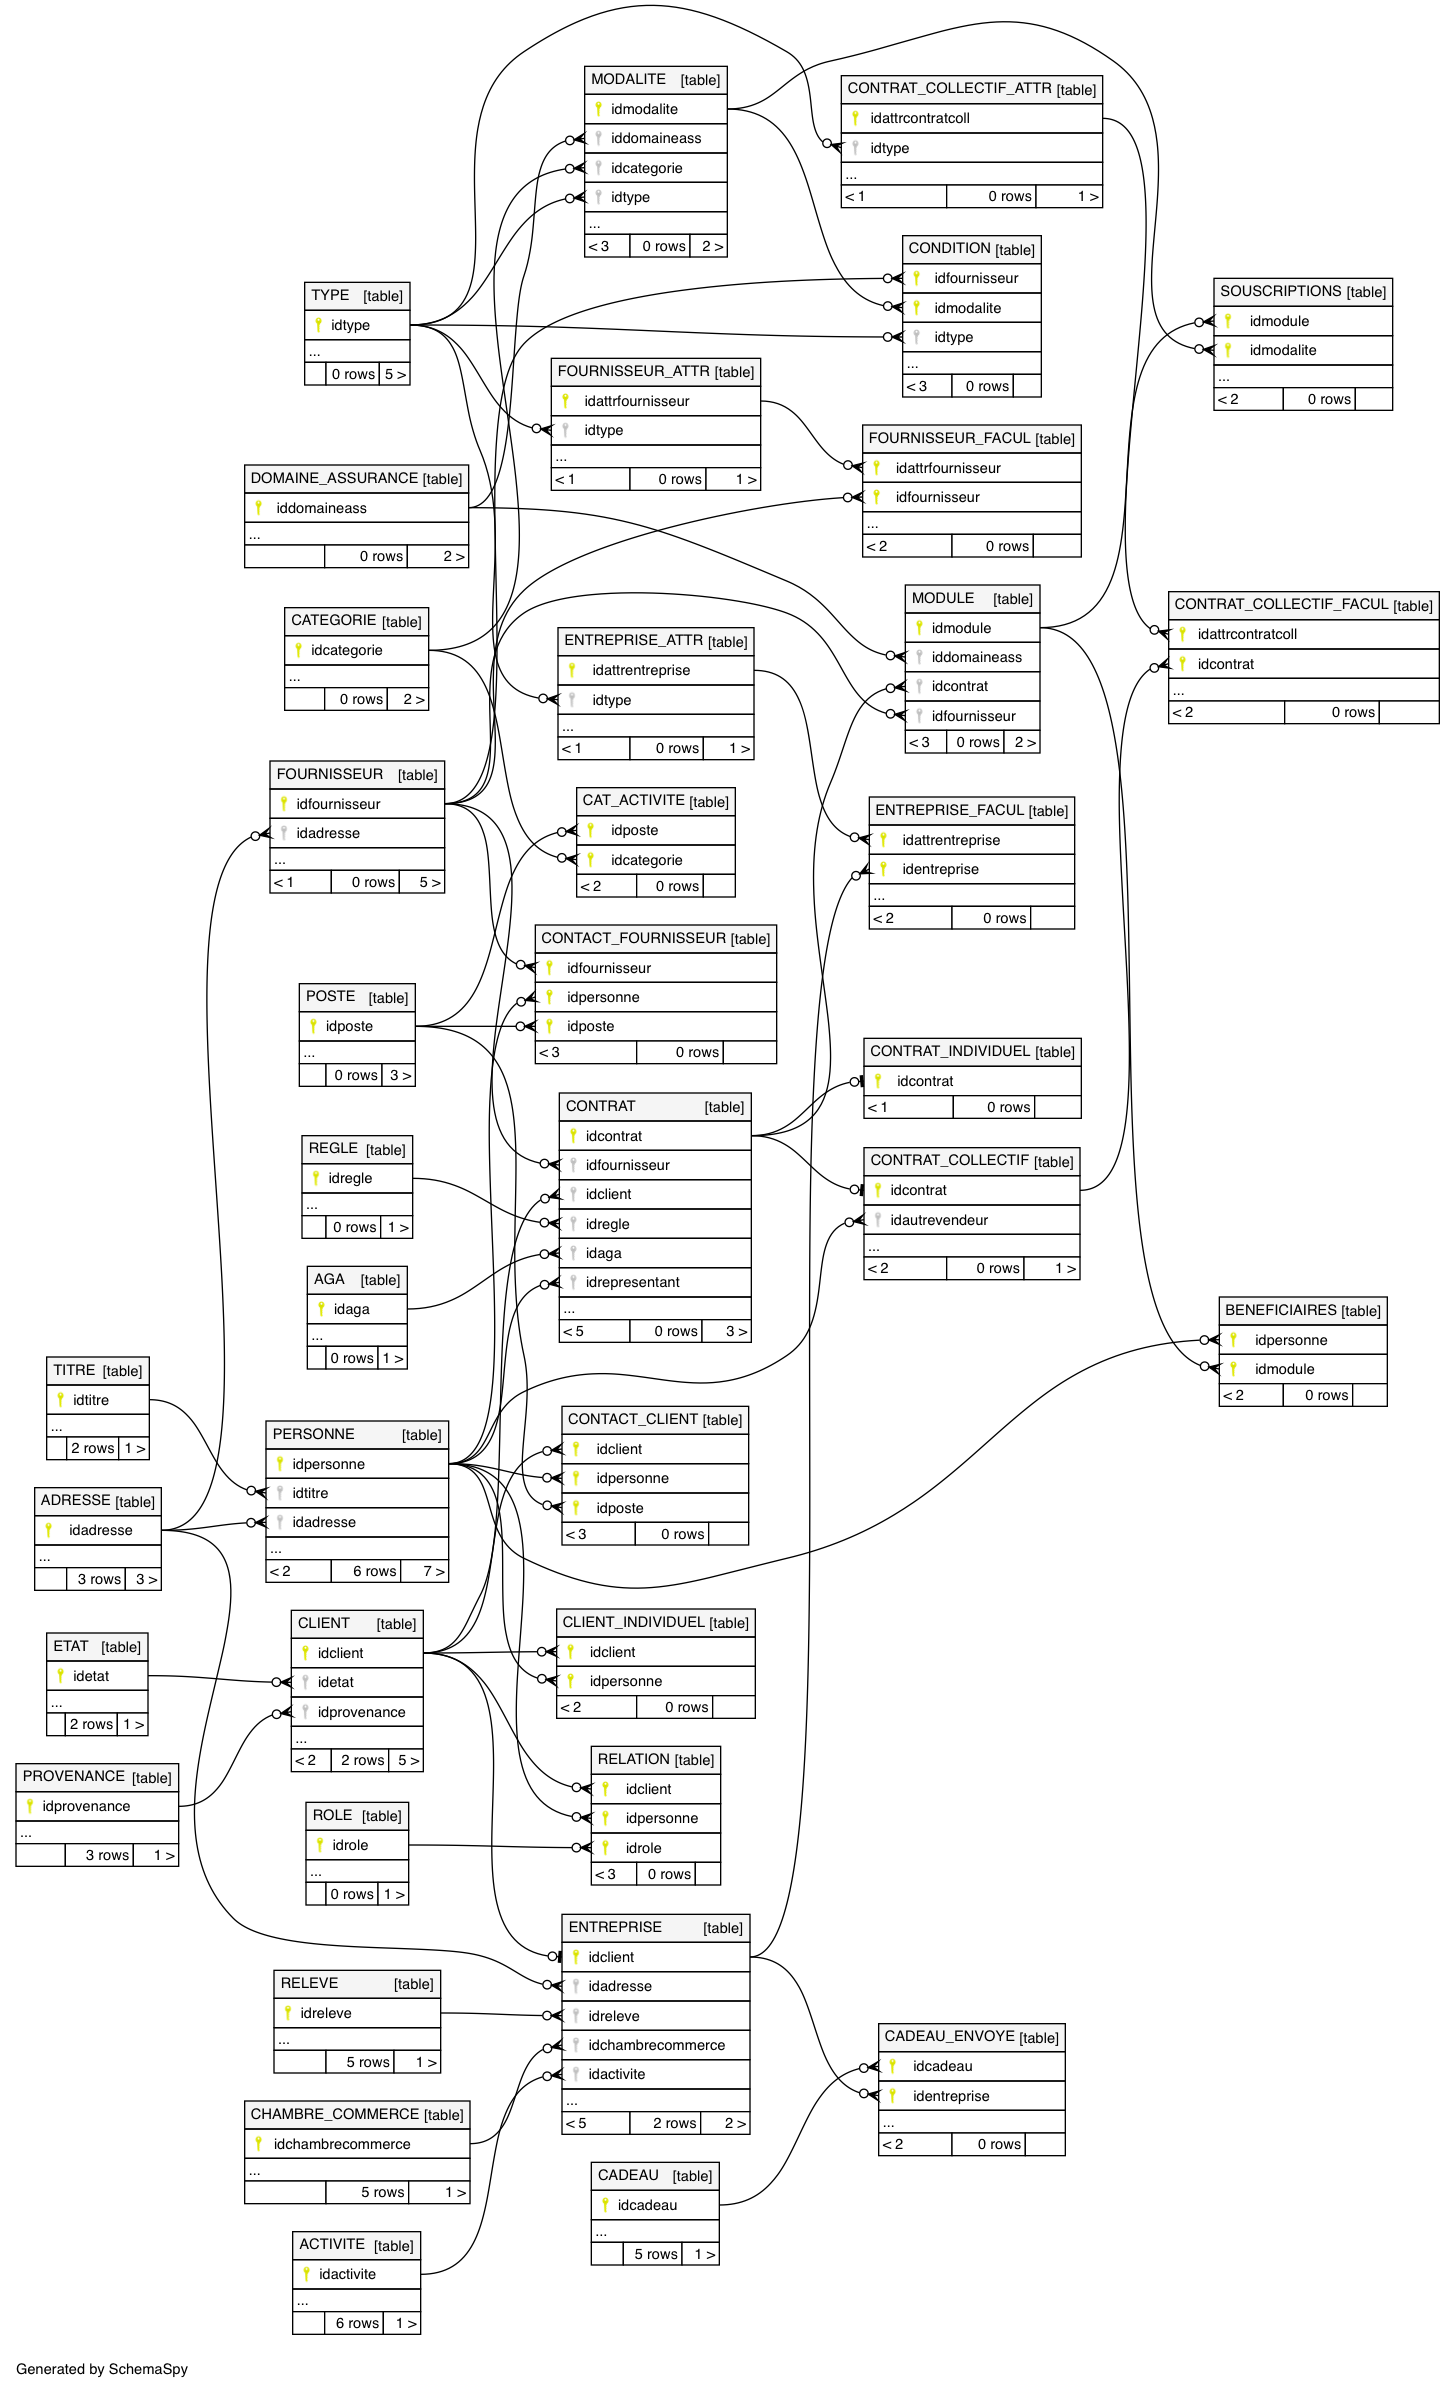 MODALITE [table]
idmodalite
iddomaineass
idcategorie
idtype
...
< 3 0 rows 2 >
CONTRAT_COLLECTIF_ATTR [table]
idattrcontratcoll
idtype
...
< 1 0 rows 1 >
CONDITION [table]
idfournisseur
idmodalite
idtype
...
< 3 0 rows
SOUSCRIPTIONS [table]
idmodule
idmodalite
...
< 2 0 rows
TYPE [table]
idtype
...
0 rows 5 >
FOURNISSEUR_ATTR [table]
idattrfournisseur
idtype
...
< 1 0 rows 1 >
FOURNISSEUR_FACUL [table]
idattrfournisseur
idfournisseur
...
< 2 0 rows
DOMAINE_ASSURANCE [table]
iddomaineass
...
0 rows 2 >
MODULE [table]
idmodule
iddomaineass
idcontrat
idfournisseur
< 3 0 rows 2 >
CONTRAT_COLLECTIF_FACUL [table]
idattrcontratcoll
idcontrat
...
< 2 0 rows
CATEGORIE [table]
idcategorie
...
0 rows 2 >
ENTREPRISE_ATTR [table]
idattrentreprise
idtype
...
< 1 0 rows 1 >
FOURNISSEUR [table]
idfournisseur
idadresse
...
< 1 0 rows 5 >
CAT_ACTIVITE [table]
idposte
idcategorie
< 2 0 rows
ENTREPRISE_FACUL [table]
idattrentreprise
identreprise
...
< 2 0 rows
CONTACT_FOURNISSEUR [table]
idfournisseur
idpersonne
idposte
< 3 0 rows
POSTE [table]
idposte
...
0 rows 3 >
CONTRAT_INDIVIDUEL [table]
idcontrat
< 1 0 rows
CONTRAT [table]
idcontrat
idfournisseur
idclient
idregle
idaga
idrepresentant
...
< 5 0 rows 3 >
REGLE [table]
idregle
...
0 rows 1 >
CONTRAT_COLLECTIF [table]
idcontrat
idautrevendeur
...
< 2 0 rows 1 >
AGA [table]
idaga
...
0 rows 1 >
BENEFICIAIRES [table]
idpersonne
idmodule
< 2 0 rows
TITRE [table]
idtitre
...
2 rows 1 >
PERSONNE [table]
idpersonne
idtitre
idadresse
...
< 2 6 rows 7 >
CONTACT_CLIENT [table]
idclient
idpersonne
idposte
< 3 0 rows
ADRESSE [table]
idadresse
...
3 rows 3 >
CLIENT [table]
idclient
idetat
idprovenance
...
< 2 2 rows 5 >
CLIENT_INDIVIDUEL [table]
idclient
idpersonne
< 2 0 rows
ETAT [table]
idetat
...
2 rows 1 >
RELATION [table]
idclient
idpersonne
idrole
< 3 0 rows
PROVENANCE [table]
idprovenance
...
3 rows 1 >
ROLE [table]
idrole
...
0 rows 1 >
ENTREPRISE [table]
idclient
idadresse
idreleve
idchambrecommerce
idactivite
...
< 5 2 rows 2 >
RELEVE [table]
idreleve
...
5 rows 1 >
CADEAU_ENVOYE [table]
idcadeau
identreprise
...
< 2 0 rows
CHAMBRE_COMMERCE [table]
idchambrecommerce
...
5 rows 1 >
CADEAU [table]
idcadeau
...
5 rows 1 >
ACTIVITE [table]
idactivite
...
6 rows 1 >
Generated by SchemaSpy